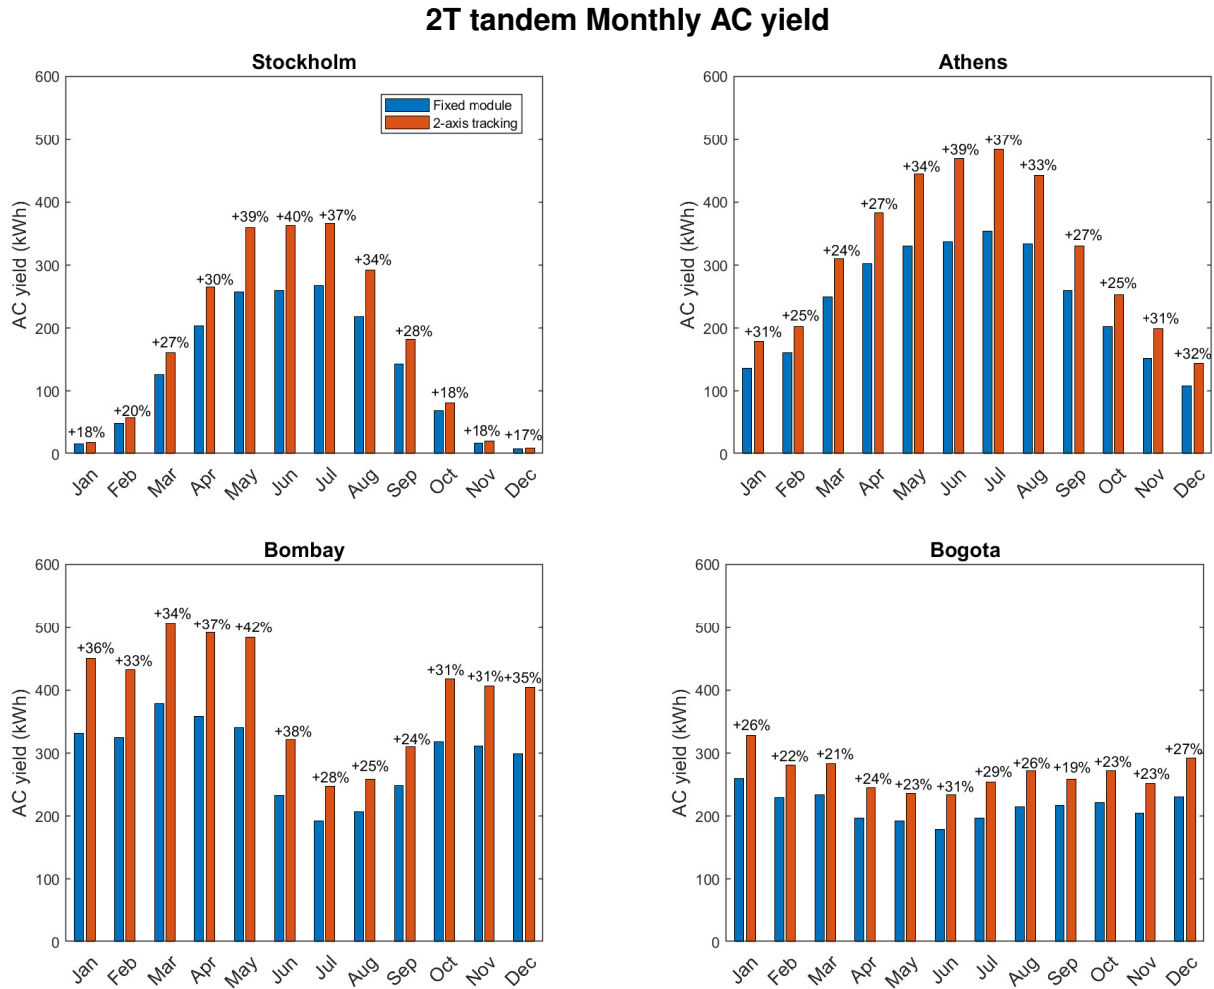 2T tandem Monthly AC yield
Stockholm
AC yield (kWh)
600
500
400
300
200
100
0
Fixed module
2-axis tracking
+18%
+20%
+27%
+30%
+39%
+40%
+37%
+34%
+28%
+18%
+18%
+17%
Jan
Feb
Mar
Apr
May
Jun
Jul
Aug
Sep
Oct
Nov
Dec
Athens
AC yield (kWh)
600
500
400
300
200
100
0
+31%
+25%
+24%
+27%
+34%
+39%
+37%
+33%
+27%
+25%
+31%
+32%
Jan
Feb
Mar
Apr
May
Jun
Jul
Aug
Sep
Oct
Nov
Dec
Bombay
AC yield (kWh)
600
500
400
300
200
100
0
+36%
+33%
+34%
+37%
+42%
+38%
+28%
+25%
+24%
+31%
+31%
+35%
Jan
Feb
Mar
Apr
May
Jun
Jul
Aug
Sep
Oct
Nov
Dec
Bogota
AC yield (kWh)
600
500
400
300
200
100
0
+26%
+22%
+21%
+24%
+23%
+31%
+29%
+26%
+19%
+23%
+23%
+27%
Jan
Feb
Mar
Apr
May
Jun
Jul
Aug
Sep
Oct
Nov
Dec